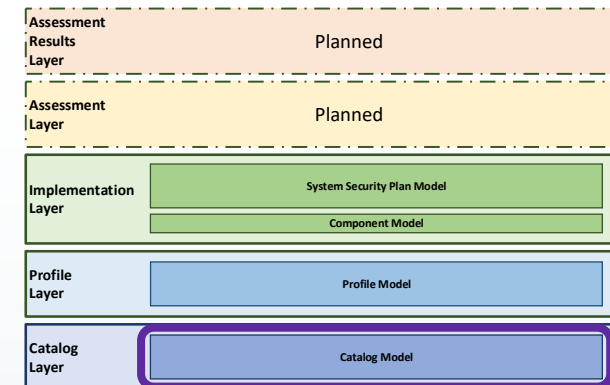 Assessment
Results
Layer
Planned
Assessment
Layer
Planned
Implementation
Layer
System Security Plan Model
Component Model
Profile
Layer
Profile Model
Catalog
Layer
Catalog Model